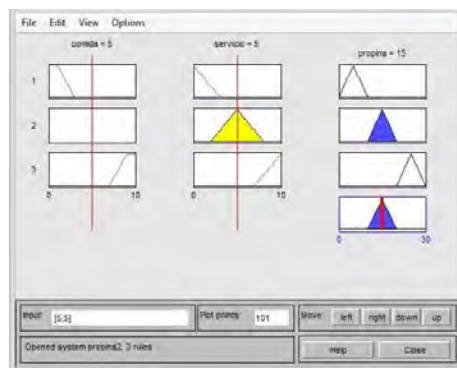 File Edit View Options
comida = 5 servicio = 5 propina = 15
1
2
3
0 10 0 10
0 30
Input: [5;5] Plot points: 101 Move: left right down up
Opened system propina2, 3 rules Help Close